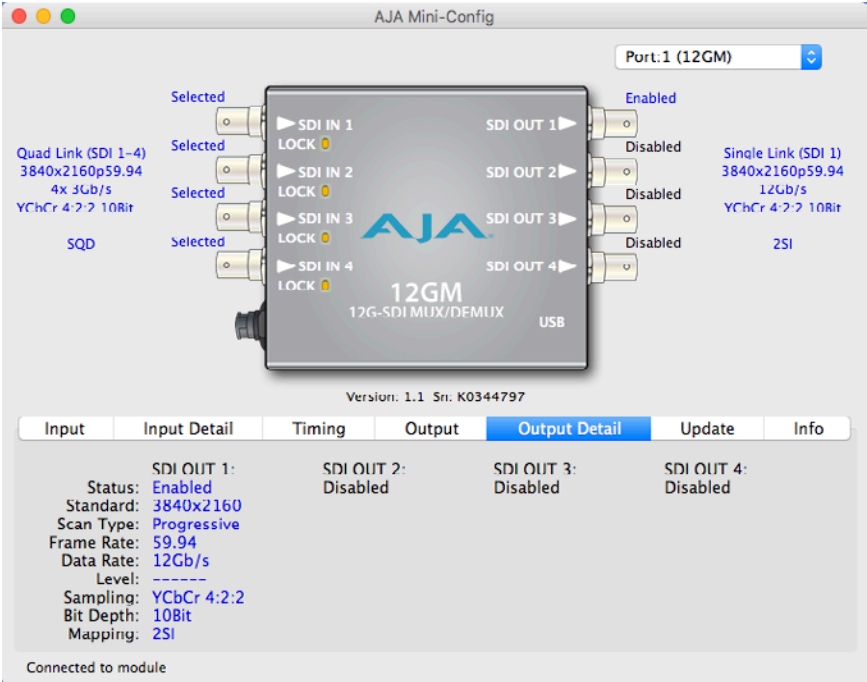 AJA Mini-Config
Port:1 (12GM)
Selected
Enabled
SDI IN 1
SDI OUT 1
LOCK
Quad Link (SDI 1-4)
3840x2160p59.94
4x 3Gb/s
YCbCr 4:2:2 10Bit
SQD
Selected
Disabled
SDI IN 2
SDI OUT 2
LOCK
Single Link (SDI 1)
3840x2160p59.94
12Gb/s
YCbCr 4:2:2 10Bit
2SI
Selected
Disabled
SDI IN 3
SDI OUT 3
LOCK
AJA
Selected
Disabled
SDI IN 4
SDI OUT 4
LOCK
12GM
12G-SDI MUX/DEMUX
USB
Version: 1.1 Sn: K0344797
Input Input Detail Timing Output Output Detail Update Info
SDI OUT 1: SDI OUT 2: SDI OUT 3: SDI OUT 4:
Status: Enabled Disabled Disabled Disabled
Standard: 3840x2160
Scan Type: Progressive
Frame Rate: 59.94
Data Rate: 12Gb/s
Level: ------
Sampling: YCbCr 4:2:2
Bit Depth: 10Bit
Mapping: 2SI
Connected to module